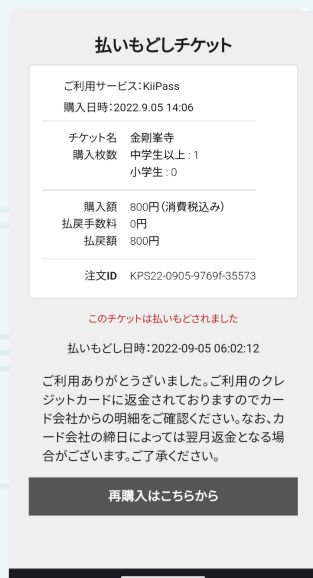 払いもどしチケット
ご利用サービス:KiiPass
購入日時:2022.9.05 14:06
チケット名 金剛峯寺
購入枚数 中学生以上 : 1
小学生 : 0
購入額 800円(消費税込み)
払戻手数料 0円
払戻額 800円
注文ID KPS22-0905-9769f-35573
このチケットは払いもどされました
払いもどし日時:2022-09-05 06:02:12
ご利用ありがとうざいました。ご利用のクレ
ジットカードに返金されておりますのでカー
ド会社からの明細をご確認ください。なお、カ
ード会社の締日によっては翌月返金となる場
合がございます。ご了承ください。
再購入はこちらから